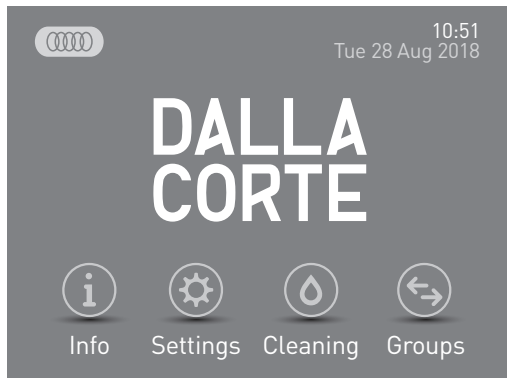 10:51
Tue 28 Aug 2018
DALLA
CORTE
Info
Settings
Cleaning
Groups